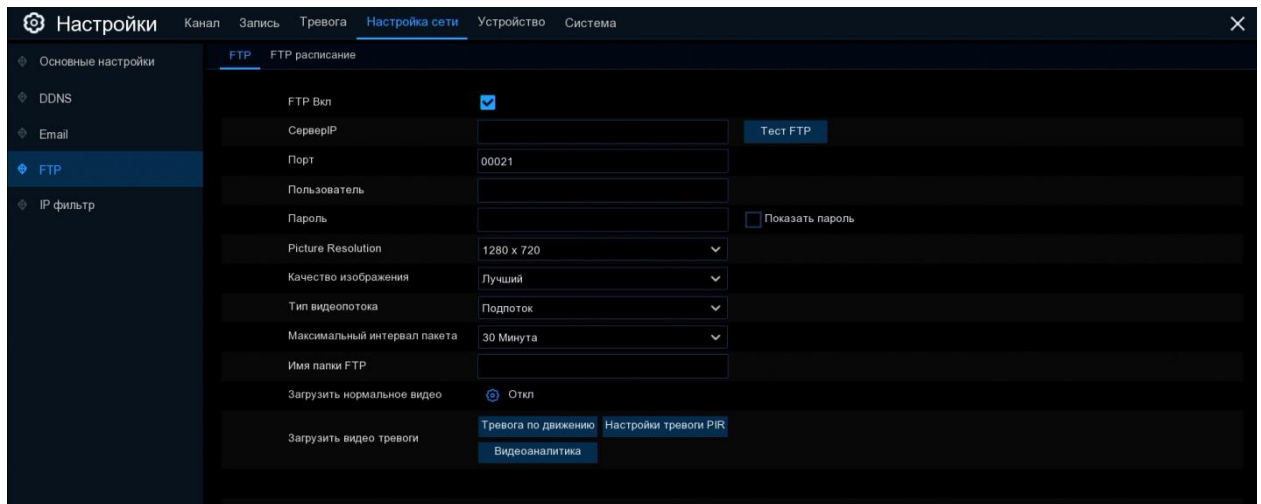 Настройки Канал Запись Тревога Настройка сети Устройство Система
Основные настройки
DDNS
Email
FTP
IP фильтр
FTP FTP расписание
FTP Вкл
СерверIP Тест FTP
Порт 00021
Пользователь
Пароль Показать пароль
Picture Resolution 1280 x 720
Качество изображения Лучший
Тип видеопотока Подпоток
Максимальный интервал пакета 30 Минута
Имя папки FTP
Загрузить нормальное видео Откл
Загрузить видео тревоги Тревога по движению Настройки тревоги PIR
Видеоаналитика